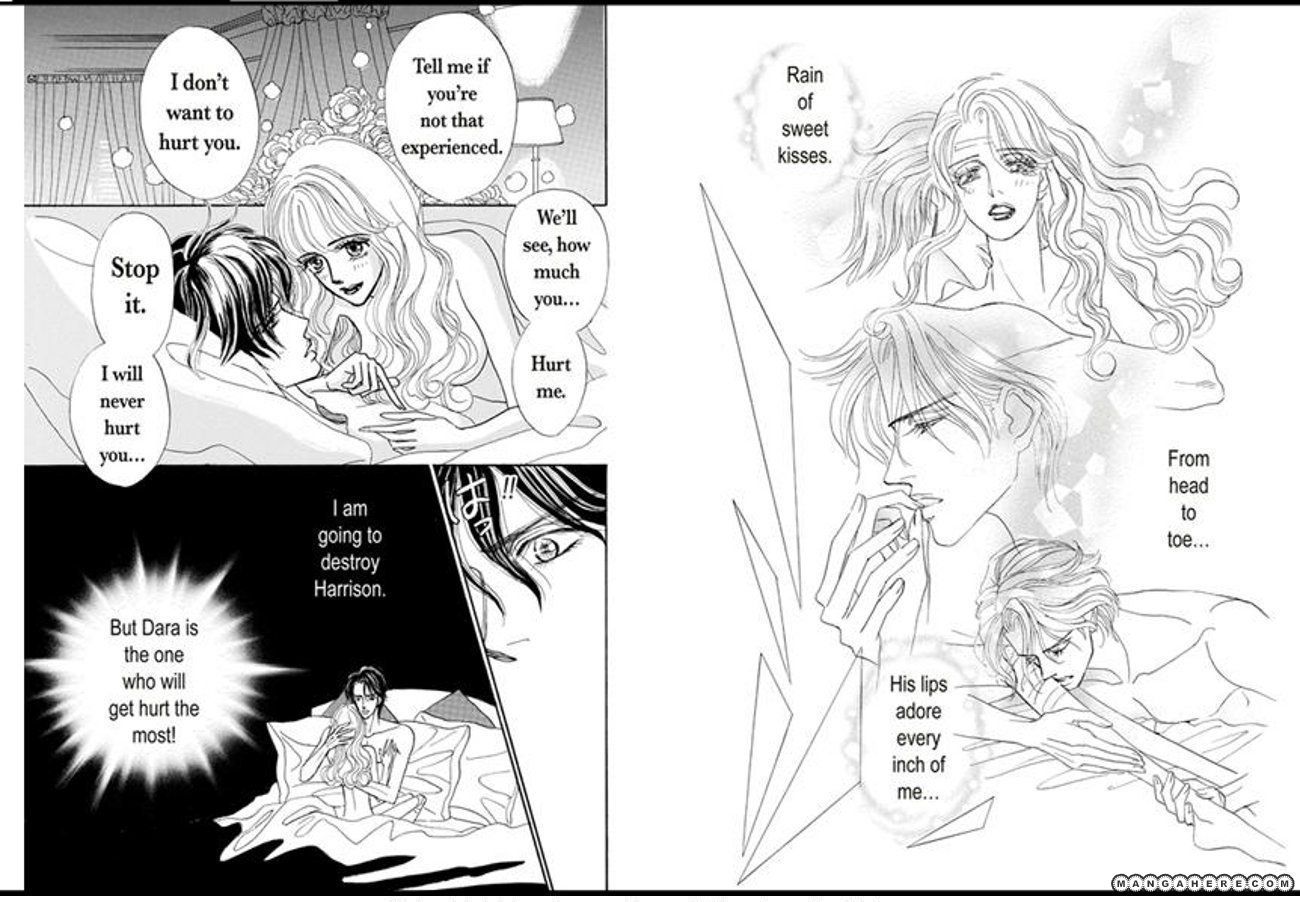 Rain
of
sweet
kisses.
From
head
to
toe...
His lips
adore
every
inch of
me...
Tell me if
you're
not that
experienced.
I don't
want to
hurt you.
We'll
see, how
much
you...
Hurt
me.
Stop
it.
I will
never
hurt
you...
!!
I am
going to
destroy
Harrison.
But Dara is
the one
who will
get hurt the
most!
MANGAHERE.COM